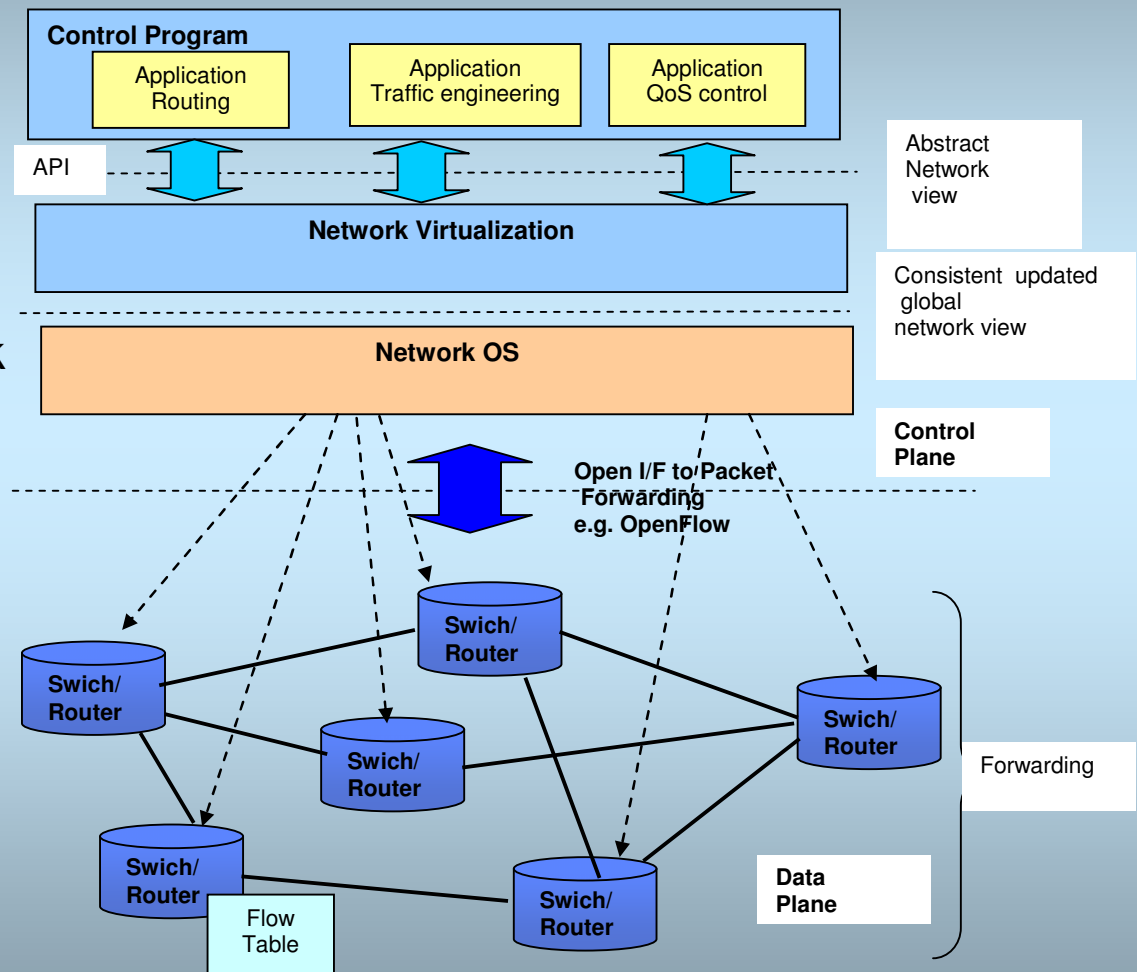 Control Program
Application
Routing
Application
Traffic engineering
Application
QoS control
API
Abstract
Network
view
Network Virtualization
Consistent updated
global
network view
Network OS
Control
Plane
Open I/F to Packet
Forwarding
e.g. OpenFlow
Swich/
Router
Swich/
Router
Swich/
Router
Swich/
Router
Forwarding
Swich/
Router
Swich/
Router
Data
Plane
Flow
Table